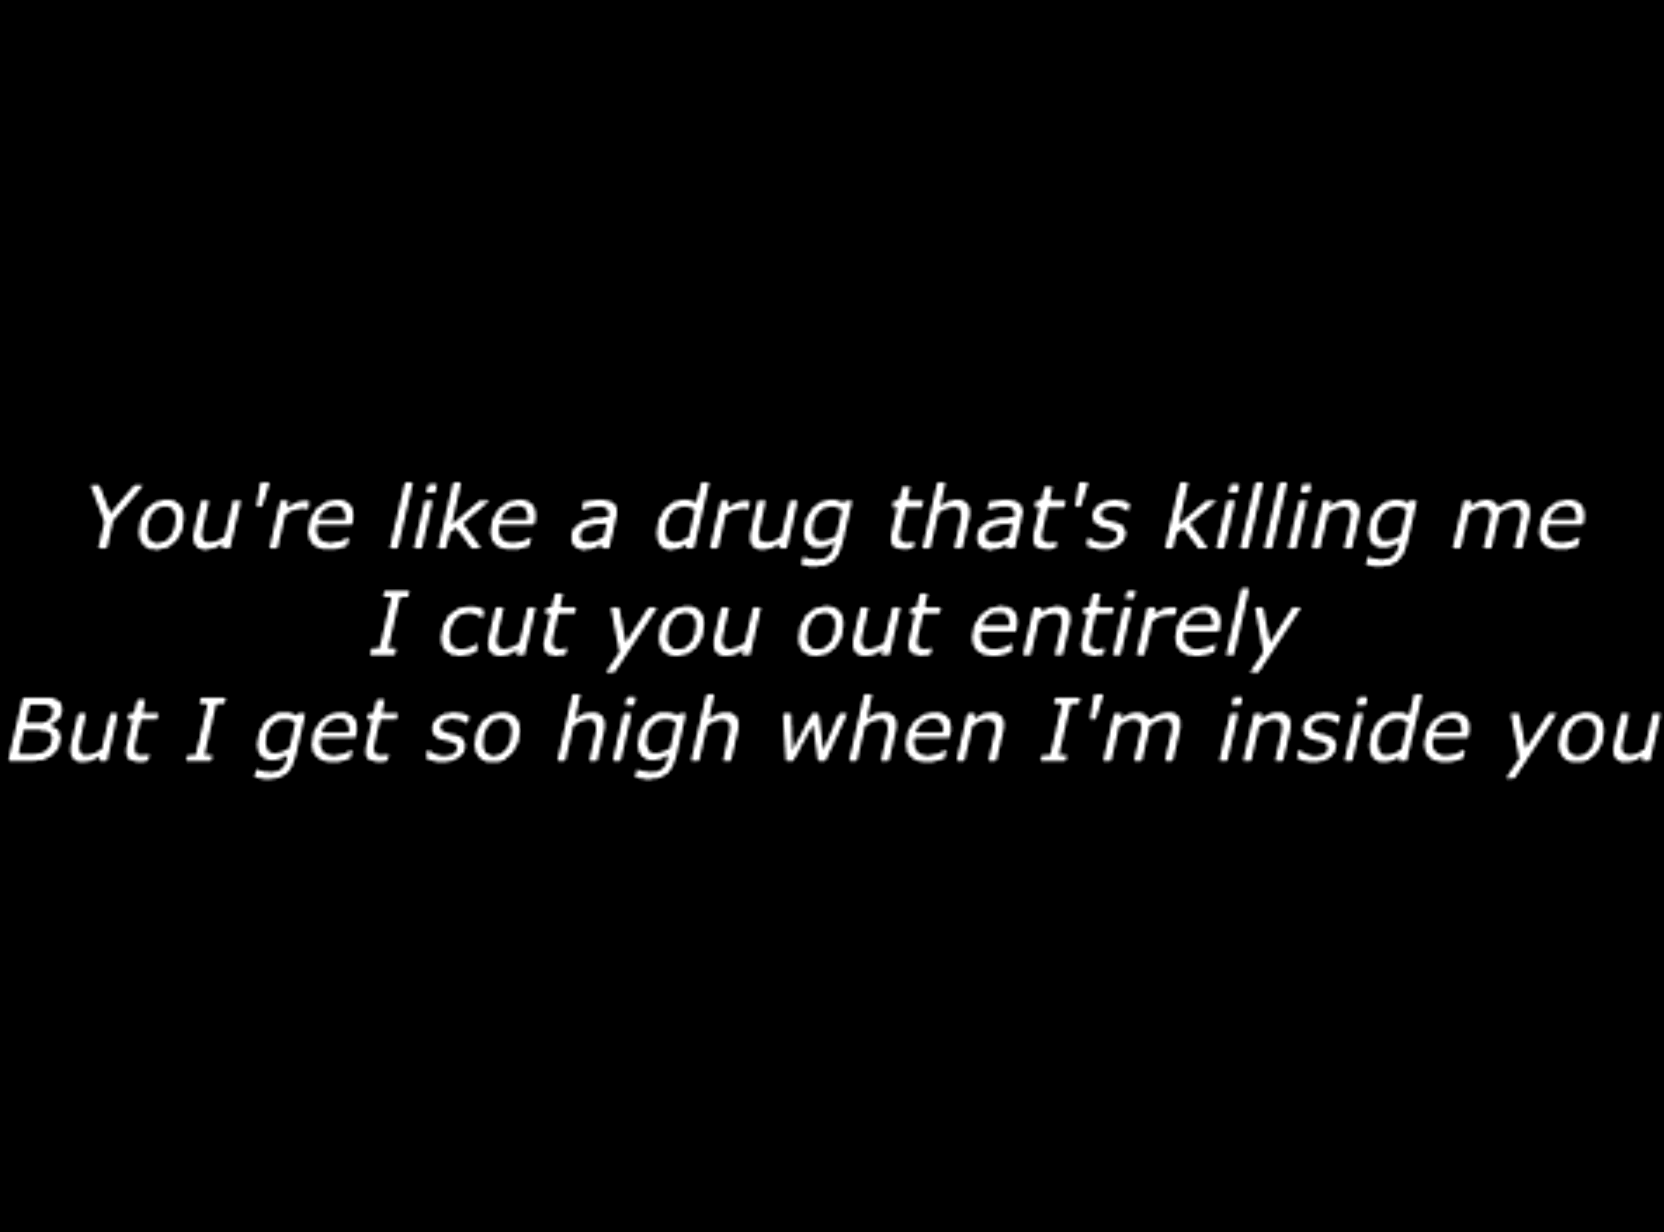 You're like a drug that's killing me
I cut you out entirely
But I get so high when I'm inside you